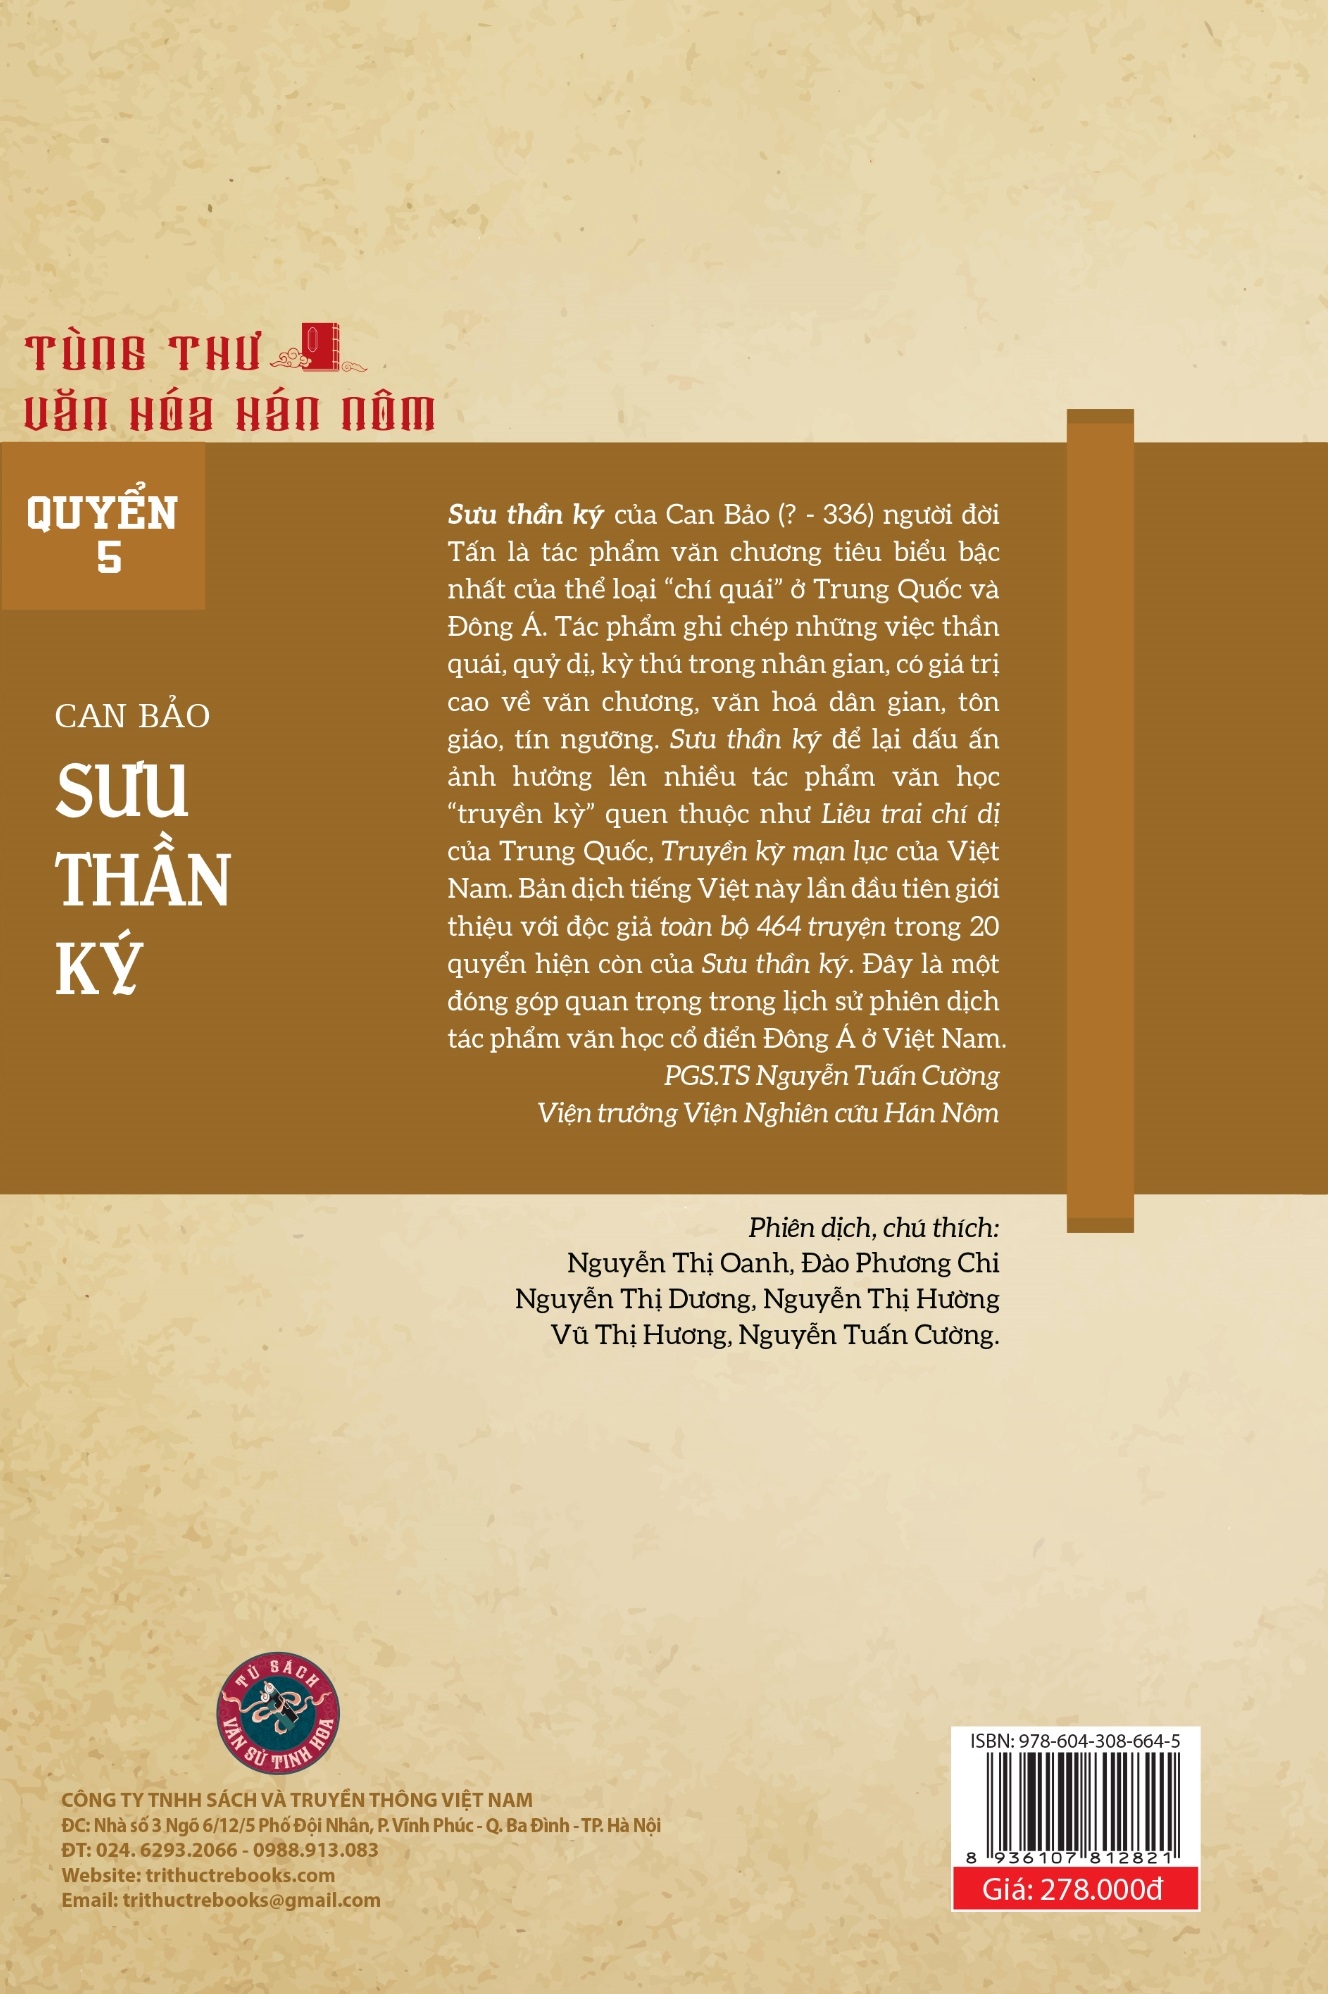 TÙNG THƯ
VĂN HÓA HÁN NÔM
QUYỂN
5
CAN BẢO
SƯU
THẦN
KÝ
Sưu thần ký của Can Bảo (? - 336) người đời
Tấn là tác phẩm văn chương tiêu biểu bậc
nhất của thể loại “chí quái” ở Trung Quốc và
Đông Á. Tác phẩm ghi chép những việc thần
quái, quỷ dị, kỳ thú trong nhân gian, có giá trị
cao về văn chương, văn hoá dân gian, tôn
giáo, tín ngưỡng. Sưu thần ký để lại dấu ấn
ảnh hưởng lên nhiều tác phẩm văn học
“truyền kỳ” quen thuộc như Liêu trai chí dị
của Trung Quốc, Truyền kỳ mạn lục của Việt
Nam. Bản dịch tiếng Việt này lần đầu tiên giới
thiệu với độc giả toàn bộ 464 truyện trong 20
quyển hiện còn của Sưu thần ký. Đây là một
đóng góp quan trọng trong lịch sử phiên dịch
tác phẩm văn học cổ điển Đông Á ở Việt Nam.
PGS.TS Nguyễn Tuấn Cường
Viện trưởng Viện Nghiên cứu Hán Nôm
Phiên dịch, chú thích:
Nguyễn Thị Oanh, Đào Phương Chi
Nguyễn Thị Dương, Nguyễn Thị Hường
Vũ Thị Hương, Nguyễn Tuấn Cường.
TỦ SÁCH
VĂN SỬ TINH HOA
CÔNG TY TNHH SÁCH VÀ TRUYỀN THÔNG VIỆT NAM
ĐC: Nhà số 3 Ngõ 6/12/5 Phố Đội Nhân, P. Vĩnh Phúc - Q. Ba Đình - TP. Hà Nội
ĐT: 024. 6293.2066 - 0988.913.083
Website: trithuctrebooks.com
Email: trithuctrebooks@gmail.com
ISBN: 978-604-308-664-5
8 936107 812821
Giá: 278.000đ